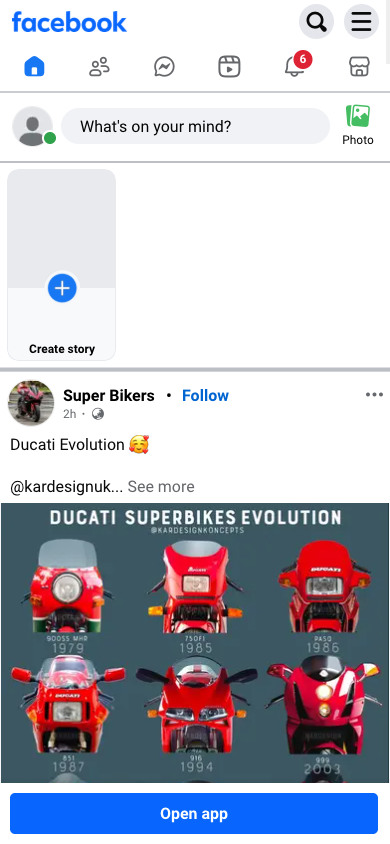 facebook
6
What's on your mind?
Photo
Create story
Super Bikers • Follow
2h ·
Ducati Evolution 🥰
@kardesignuk... See more
DUCATI SUPERBIKES EVOLUTION
@KARDESIGNKONCEPTS
900SS MHR 750F1 PASO
1979 1985 1986
DUCATI
851 916 999
1987 1994 2003
Open app